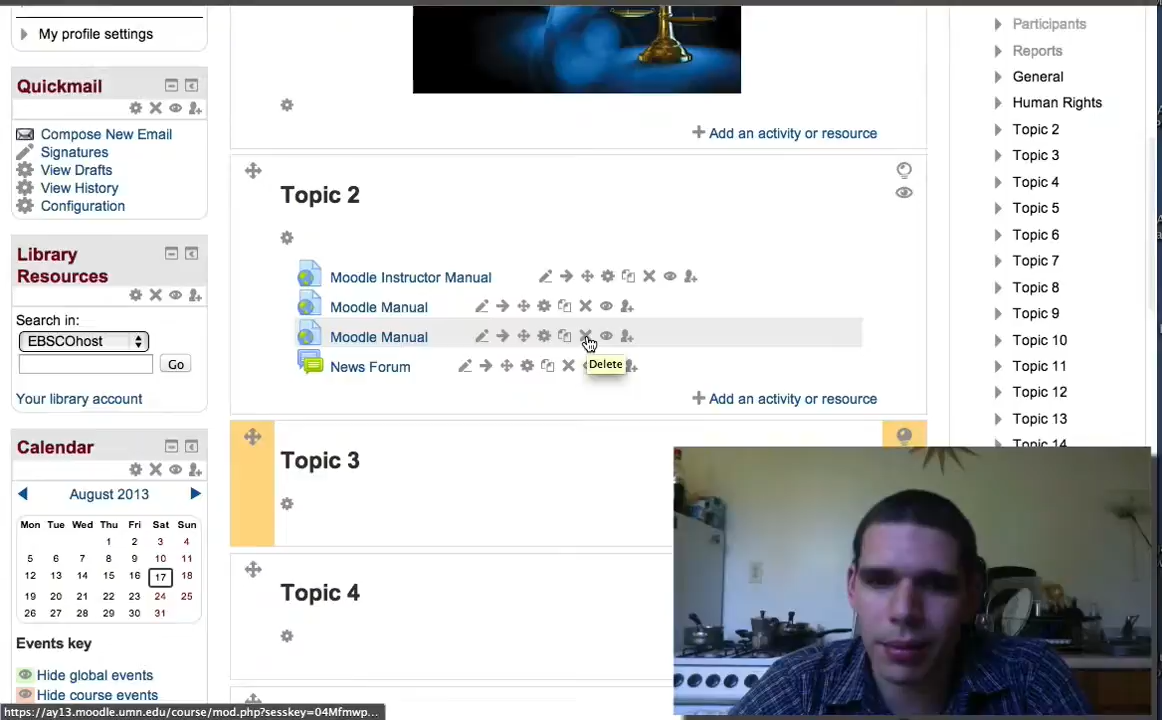 My profile settings
Quickmail
Compose New Email
Signatures
View Drafts
View History
Configuration
Library
Resources
Search in:
EBSCOhost
Go
Your library account
Calendar
August 2013
Mon Tue Wed Thu Fri Sat Sun
1 2 3 4
5 6 7 8 9 10 11
12 13 14 15 16 17 18
19 20 21 22 23 24 25
26 27 28 29 30 31
Events key
Hide global events
Hide course events
https://ay13.moodle.umn.edu/course/mod.php?sesskey=04Mfmwp...
Add an activity or resource
Topic 2
Moodle Instructor Manual
Moodle Manual
Moodle Manual
Delete
News Forum
Add an activity or resource
Topic 3
Topic 4
Participants
Reports
General
Human Rights
Topic 2
Topic 3
Topic 4
Topic 5
Topic 6
Topic 7
Topic 8
Topic 9
Topic 10
Topic 11
Topic 12
Topic 13
Topic 14